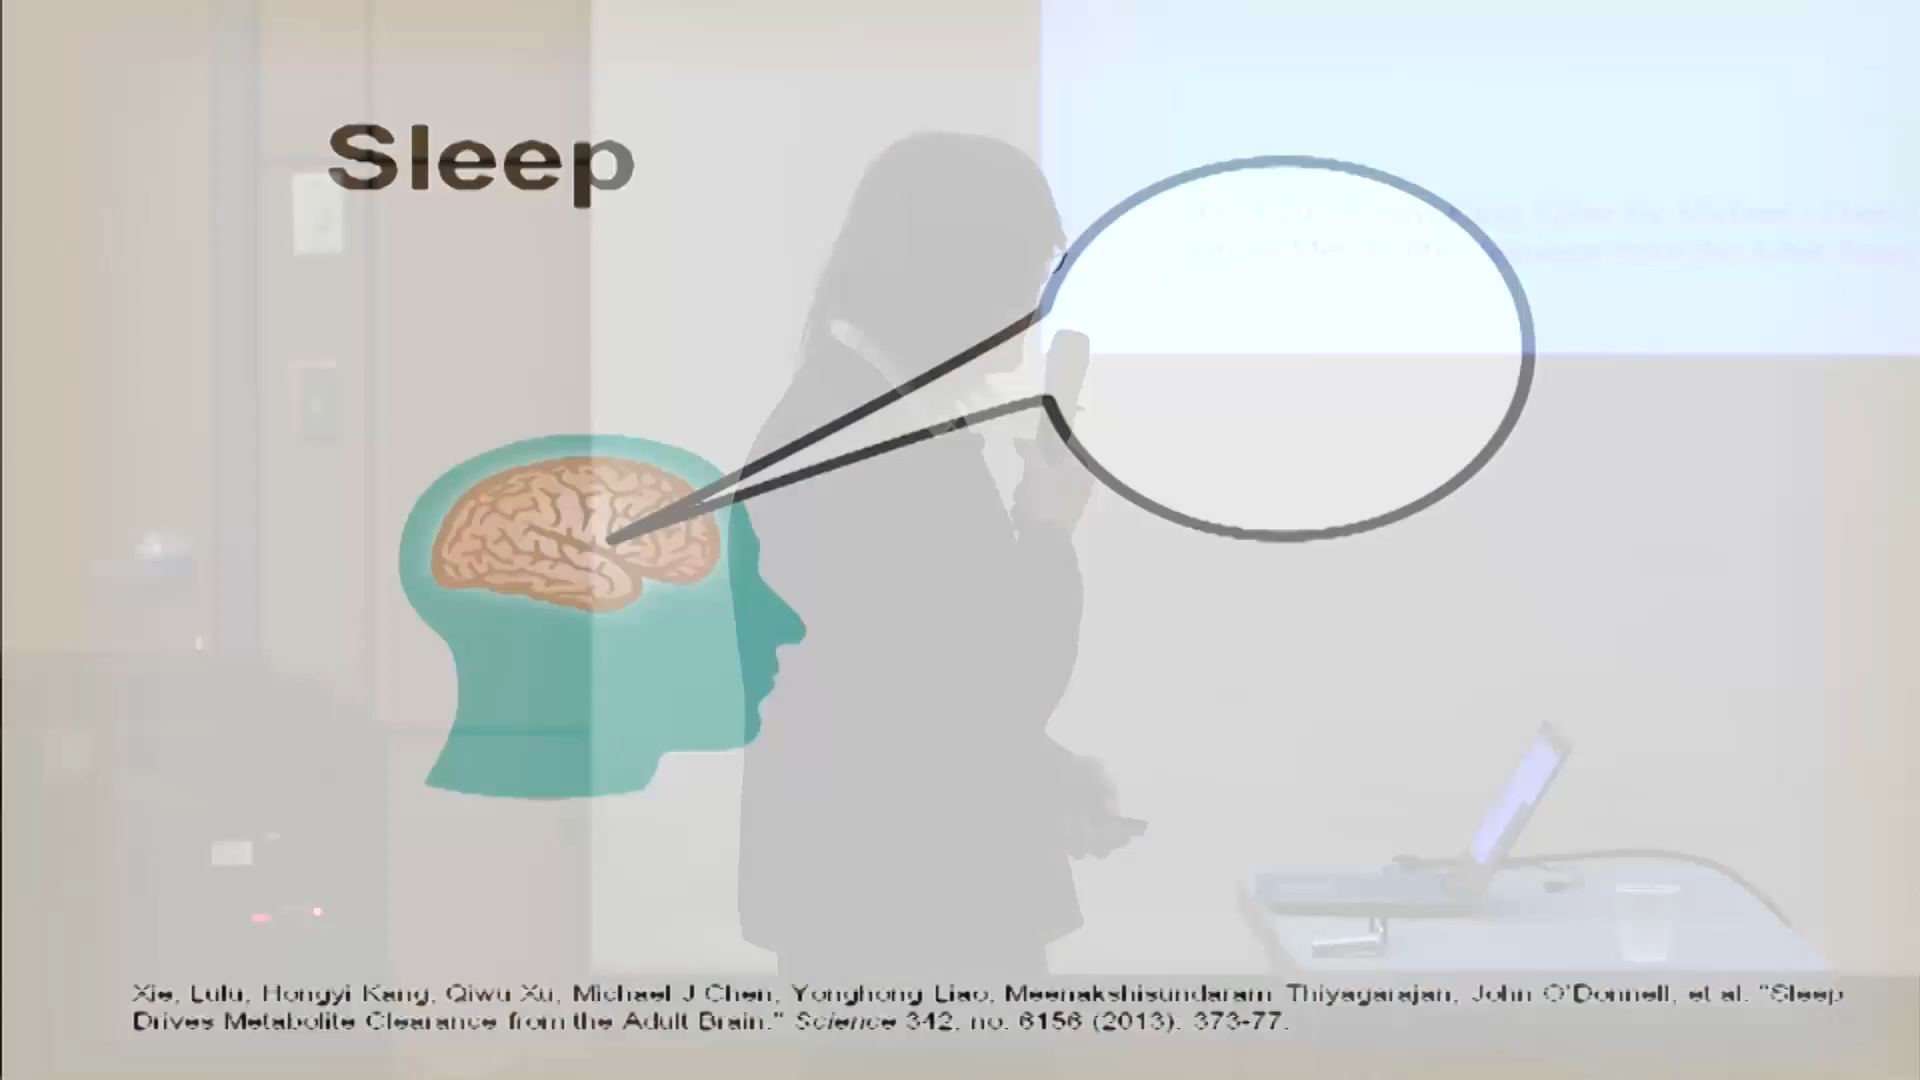 Sleep
Xie, Lulu, Hongyi Kang, Qiwu Xu, Michael J Chen, Yonghong Liao, Meenakshisundaram Thiyagarajan, John O'Donnell, et al. "Sleep
Drives Metabolite Clearance from the Adult Brain." Science 342, no. 6156 (2013): 373-77.